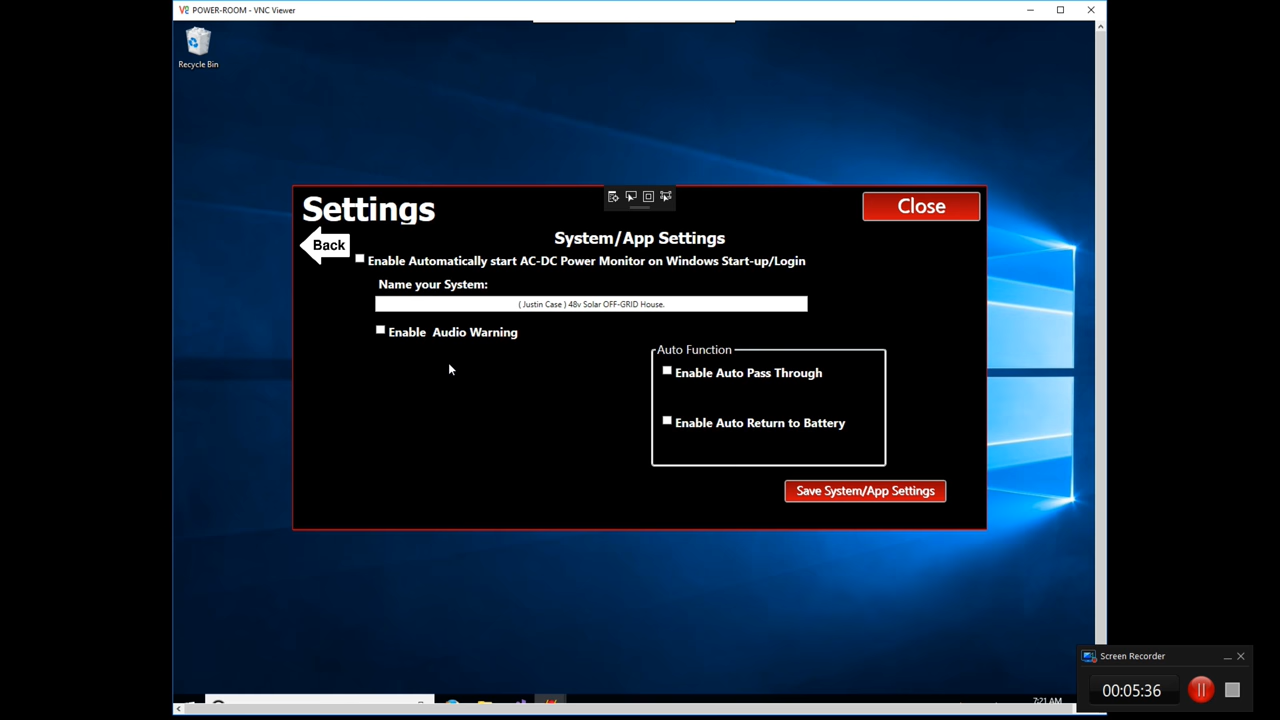 POWER-ROOM - VNC Viewer
Recycle Bin
Settings
Close
Back
System/App Settings
Enable Automatically start AC-DC Power Monitor on Windows Start-up/Login
Name your System:
( Justin Case ) 48v Solar OFF-GRID House.
Enable  Audio Warning
Auto Function
Enable Auto Pass Through
Enable Auto Return to Battery
Save System/App Settings
Screen Recorder
00:05:36
7:21 AM